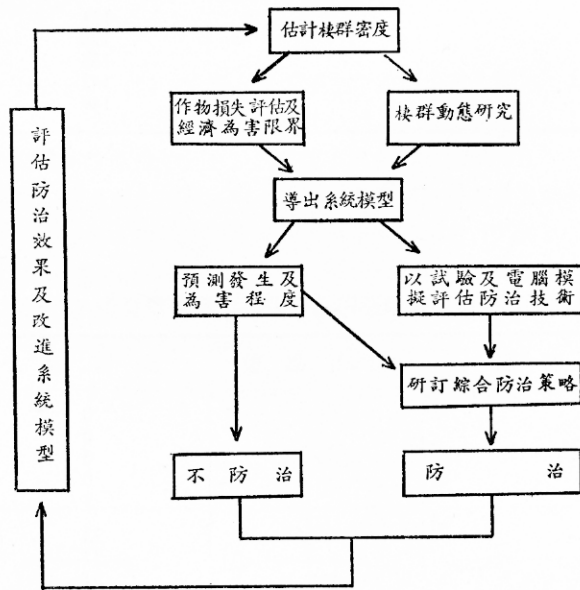 估計棲群密度
作物損失評估及
經濟為害限界
棲群動態研究
導出系統模型
預測發生及
為害程度
以試驗及電腦模
擬評估防治技術
研訂綜合防治策略
不防治
防治
評估防治效果及改進系統模型